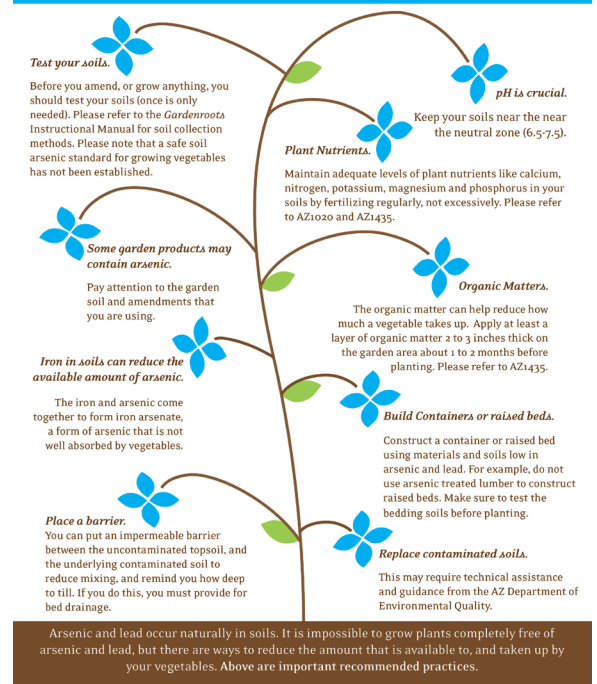 Test your soils.
Before you amend, or grow anything, you
should test your soils (once is only
needed). Please refer to the Gardenroots
Instructional Manual for soil collection
methods. Please note that a safe soil
arsenic standard for growing vegetables
has not been established.
pH is crucial.
Keep your soils near the near
the neutral zone (6.5-7.5).
Plant Nutrients.
Maintain adequate levels of plant nutrients like calcium,
nitrogen, potassium, magnesium and phosphorus in your
soils by fertilizing regularly, not excessively. Please refer
to AZ1020 and AZ1435.
Some garden products may
contain arsenic.
Pay attention to the garden
soil and amendments that
you are using.
Organic Matters.
The organic matter can help reduce how
much a vegetable takes up. Apply at least a
layer of organic matter 2 to 3 inches thick on
the garden area about 1 to 2 months before
planting. Please refer to AZ1435.
Iron in soils can reduce the
available amount of arsenic.
The iron and arsenic come
together to form iron arsenate,
a form of arsenic that is not
well absorbed by vegetables.
Build Containers or raised beds.
Construct a container or raised bed
using materials and soils low in
arsenic and lead. For example, do not
use arsenic treated lumber to construct
raised beds. Make sure to test the
bedding soils before planting.
Place a barrier.
You can put an impermeable barrier
between the uncontaminated topsoil, and
the underlying contaminated soil to
reduce mixing, and remind you how deep
to till. If you do this, you must provide for
bed drainage.
Replace contaminated soils.
This may require technical assistance
and guidance from the AZ Department of
Environmental Quality.
Arsenic and lead occur naturally in soils. It is impossible to grow plants completely free of
arsenic and lead, but there are ways to reduce the amount that is available to, and taken up by
your vegetables. Above are important recommended practices.